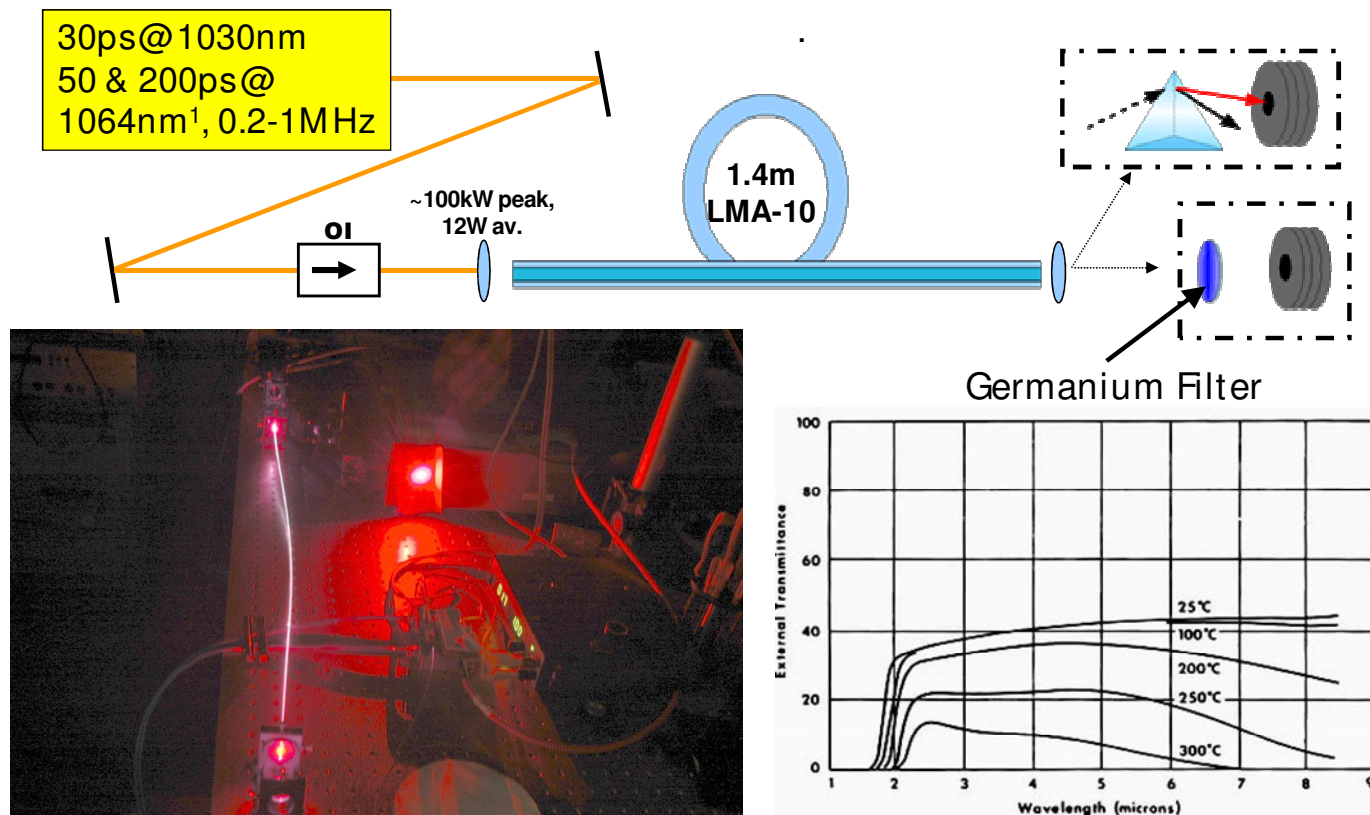 30ps@1030nm
50 & 200ps@
1064nm¹, 0.2-1MHz
~100kW peak,
12W av.
OI
1.4m
LMA-10
Germanium Filter
100
80
60
40
20
0
External Transmittance
25°C
100°C
200°C
250°C
300°C
1 2 3 4 5 6 7 8 9
Wavelength (microns)